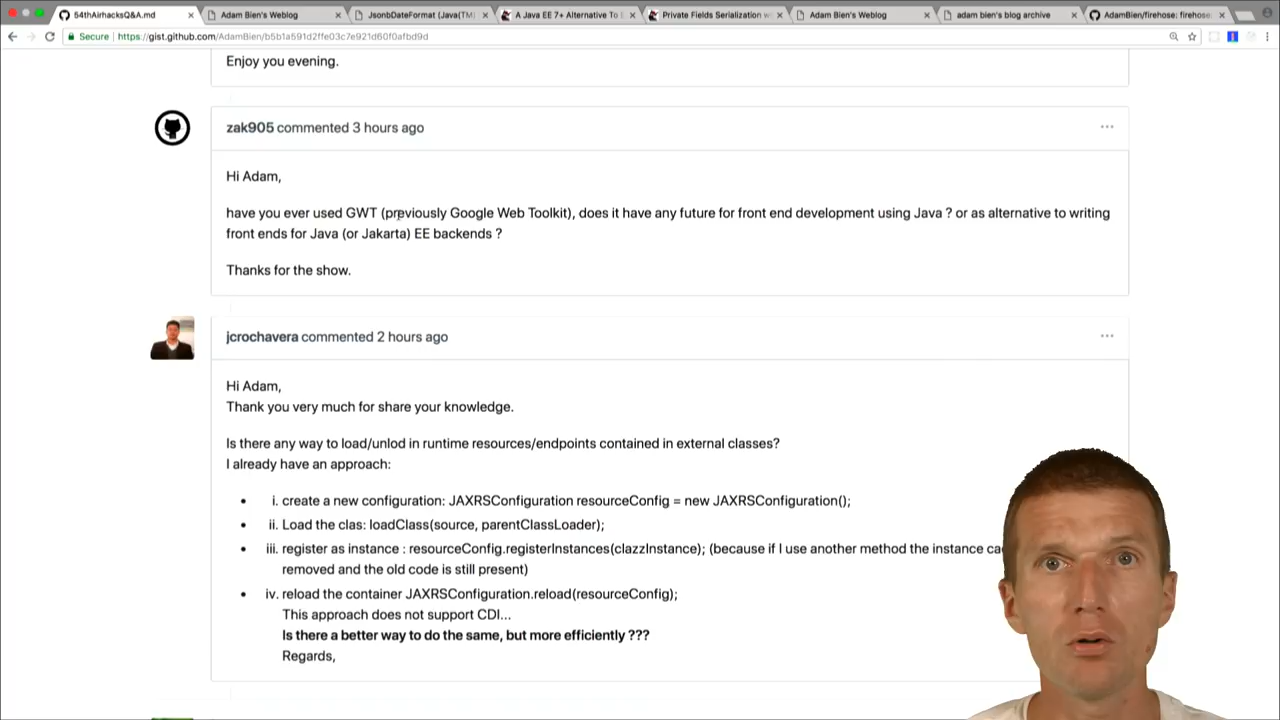 54thAirhacksQ&A.md
Adam Bien's Weblog
JsonbDateFormat (Java(TM)
A Java EE 7+ Alternative To E
Private Fields Serialization w
Adam Bien's Weblog
adam bien's blog archive
AdamBien/firehose: firehose
Secure
https://gist.github.com/AdamBien/b5b1a591d2ffe03c7e921d60f0afbd9d
Enjoy you evening.
zak905 commented 3 hours ago
Hi Adam,
have you ever used GWT (previously Google Web Toolkit), does it have any future for front end development using Java ? or as alternative to writing
front ends for Java (or Jakarta) EE backends ?
Thanks for the show.
jcrochavera commented 2 hours ago
Hi Adam,
Thank you very much for share your knowledge.
Is there any way to load/unlod in runtime resources/endpoints contained in external classes?
I already have an approach:
• i. create a new configuration: JAXRSConfiguration resourceConfig = new JAXRSConfiguration();
• ii. Load the clas: loadClass(source, parentClassLoader);
• iii. register as instance : resourceConfig.registerInstances(clazzInstance); (because if I use another method the instance ca
removed and the old code is still present)
• iv. reload the container JAXRSConfiguration.reload(resourceConfig);
This approach does not support CDI...
Is there a better way to do the same, but more efficiently ???
Regards,